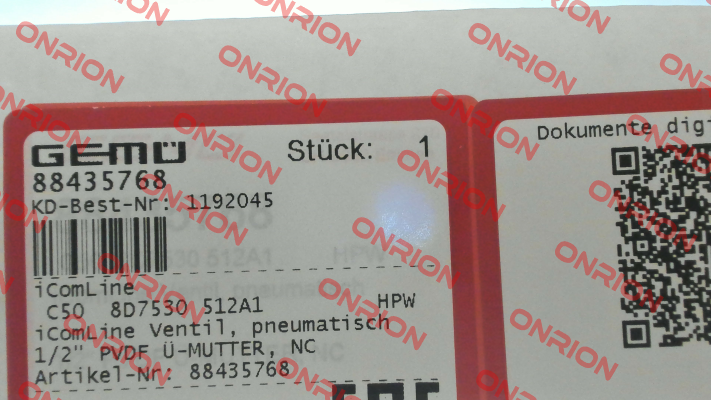 GEMÜ Stück: 1
88435768
KD-Best-Nr: 1192045
iComLine
C50 8D7530 512A1 HPW
iComLine Ventil, pneumatisch
1/2" PVDF Ü-MUTTER, NC
Artikel-Nr: 88435768
Dokumente digi
ONRION